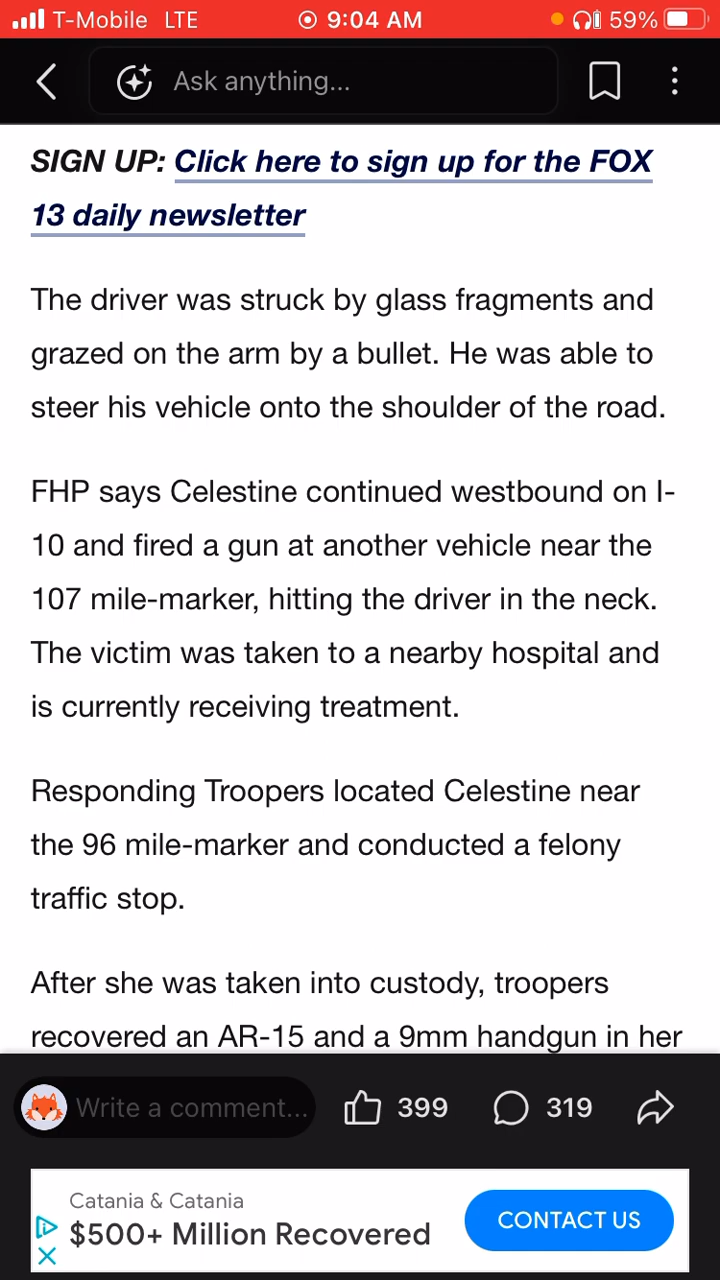 T-Mobile LTE 9:04 AM 59%
Ask anything...
SIGN UP: Click here to sign up for the FOX
13 daily newsletter
The driver was struck by glass fragments and
grazed on the arm by a bullet. He was able to
steer his vehicle onto the shoulder of the road.
FHP says Celestine continued westbound on I-
10 and fired a gun at another vehicle near the
107 mile-marker, hitting the driver in the neck.
The victim was taken to a nearby hospital and
is currently receiving treatment.
Responding Troopers located Celestine near
the 96 mile-marker and conducted a felony
traffic stop.
After she was taken into custody, troopers
recovered an AR-15 and a 9mm handgun in her
Write a comment... 399 319
Catania & Catania
$500+ Million Recovered
CONTACT US